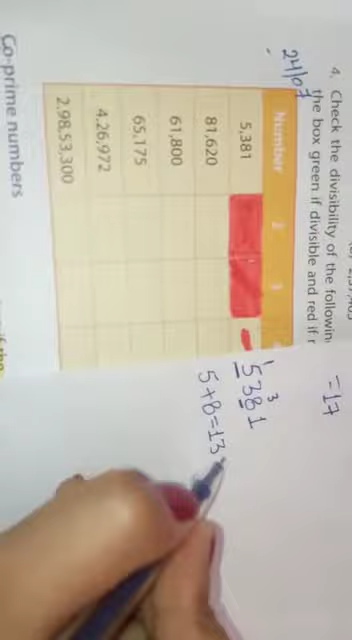 4. Check the divisibility of the followin
the box green if divisible and red if r
24/07
Number 2 3
5,381
81,620
61,800
65,175
4,26,972
2,98,53,300
Co-prime numbers
= 17
5381
5+8=13